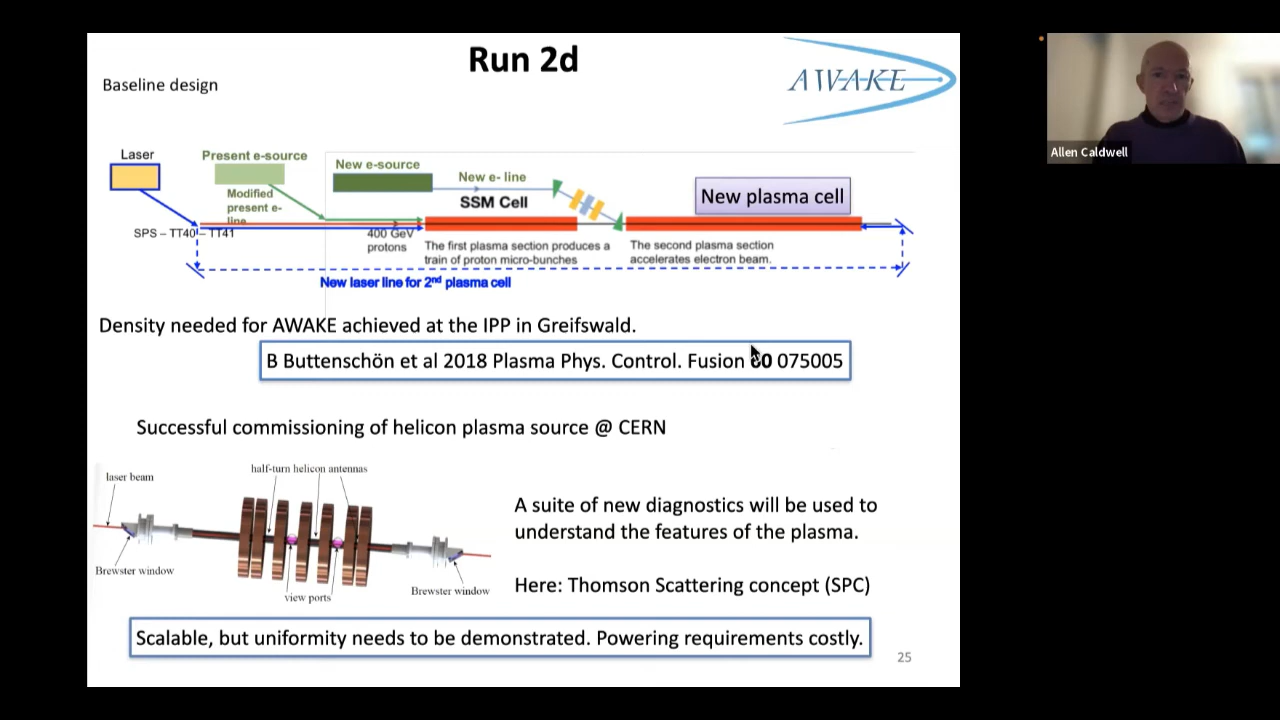 Run 2d
AWAKE
Baseline design
Allen Caldwell
Laser
Present e-source
New e-source
New e- line
Modified
present e-
line
SSM Cell
New plasma cell
SPS – TT40 – TT41
400 GeV
protons
The first plasma section produces a
train of proton micro-bunches
The second plasma section
accelerates electron beam.
New laser line for 2nd plasma cell
Density needed for AWAKE achieved at the IPP in Greifswald.
B Buttenschön et al 2018 Plasma Phys. Control. Fusion 60 075005
Successful commissioning of helicon plasma source @ CERN
half-turn helicon antennas
laser beam
Brewster window
view ports
Brewster window
A suite of new diagnostics will be used to
understand the features of the plasma.
Here: Thomson Scattering concept (SPC)
Scalable, but uniformity needs to be demonstrated. Powering requirements costly.
25